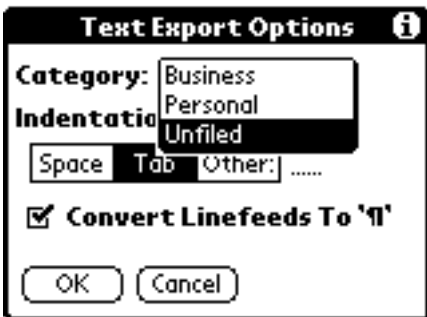 Text Export Options i
Category: Business
Personal
Indentatio
Unfiled
Space Tab Other: ......
Convert Linefeeds To '¶'
OK Cancel